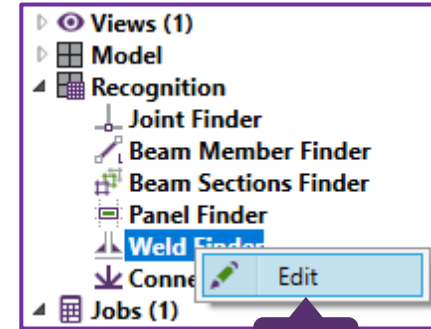 Views (1)
Model
Recognition
Joint Finder
Beam Member Finder
Beam Sections Finder
Panel Finder
Weld Finder
Edit
Jobs (1)